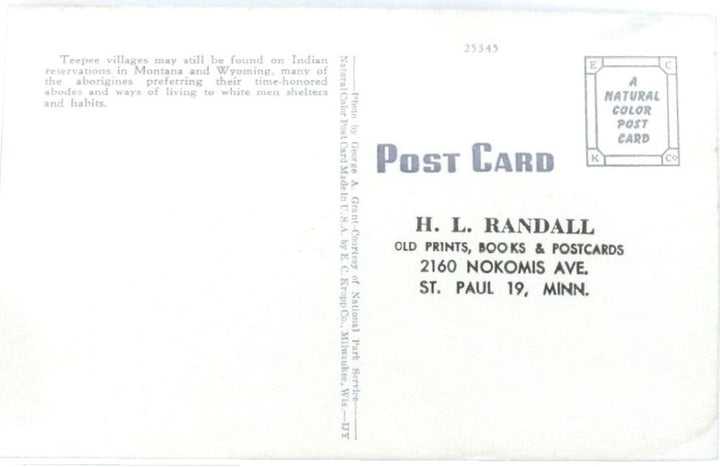 Teepee villages may still be found on Indian
reservations in Montana and Wyoming, many of
the aborigines preferring their time-honored
abodes and ways of living to white men shelters
and habits.
Photo by George A. Grant—Courtesy of National Park Service
Natural Color Post Card Made in U.S.A. by E. C. Kropp Co., Milwaukee, Wis.—IJY
25345
E C
A
NATURAL
COLOR
POST
CARD
K Co
POST CARD
H. L. RANDALL
OLD PRINTS, BOOKS & POSTCARDS
2160 NOKOMIS AVE.
ST. PAUL 19, MINN.